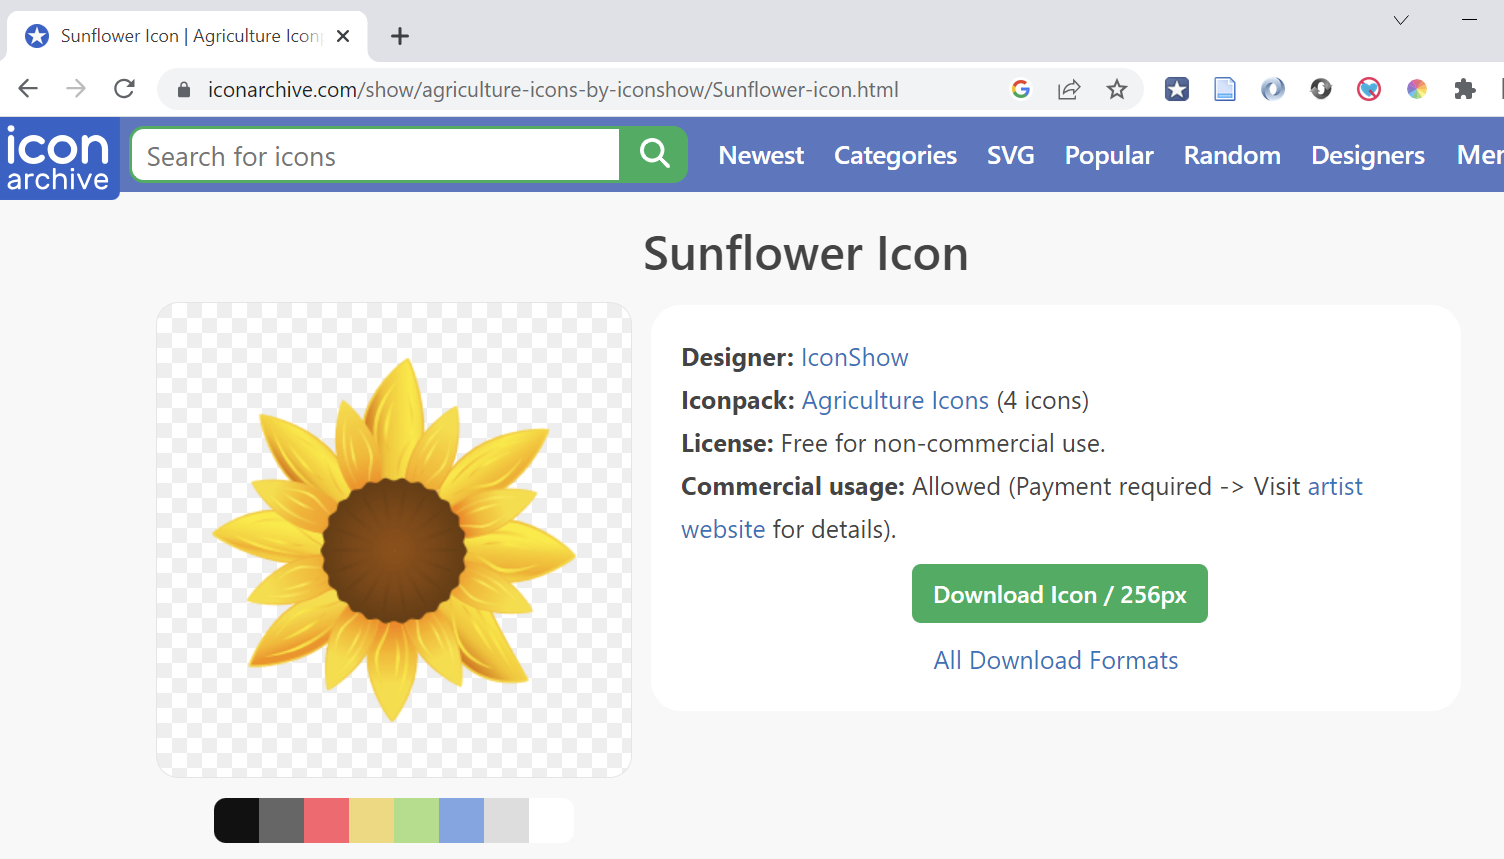 Sunflower Icon | Agriculture Icon
iconarchive.com/show/agriculture-icons-by-iconshow/Sunflower-icon.html
icon
archive
Search for icons
Newest
Categories
SVG
Popular
Random
Designers
Mer
Sunflower Icon
Designer: IconShow
Iconpack: Agriculture Icons (4 icons)
License: Free for non-commercial use.
Commercial usage: Allowed (Payment required -> Visit artist
website for details).
Download Icon / 256px
All Download Formats